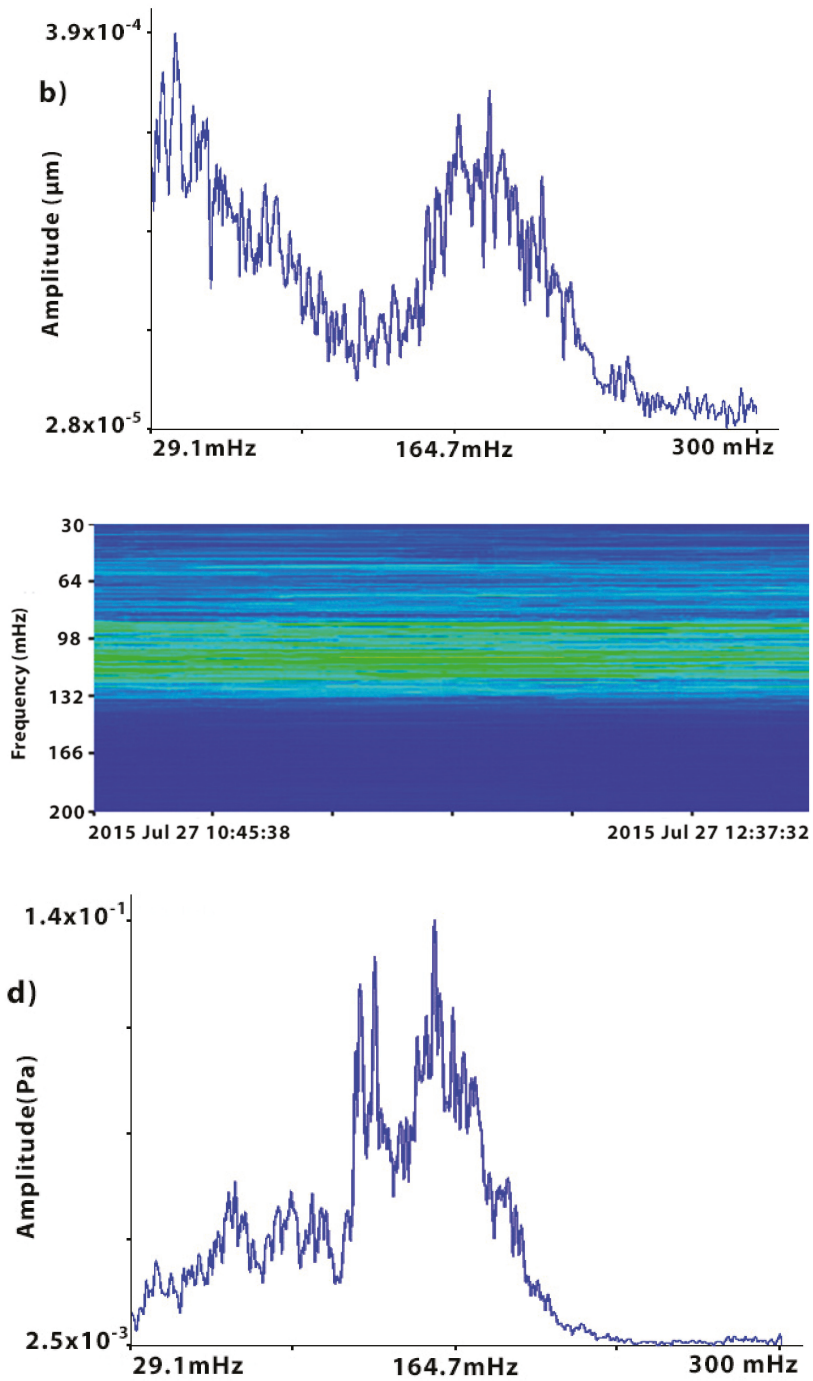 3.9x10-4
b)
Amplitude (μm)
2.8x10-5
29.1mHz 164.7mHz 300 mHz
30
64
98
132
166
200
Frequency (mHz)
2015 Jul 27 10:45:38 2015 Jul 27 12:37:32
1.4x10-1
d)
Amplitude(Pa)
2.5x10-3
29.1mHz 164.7mHz 300 mHz